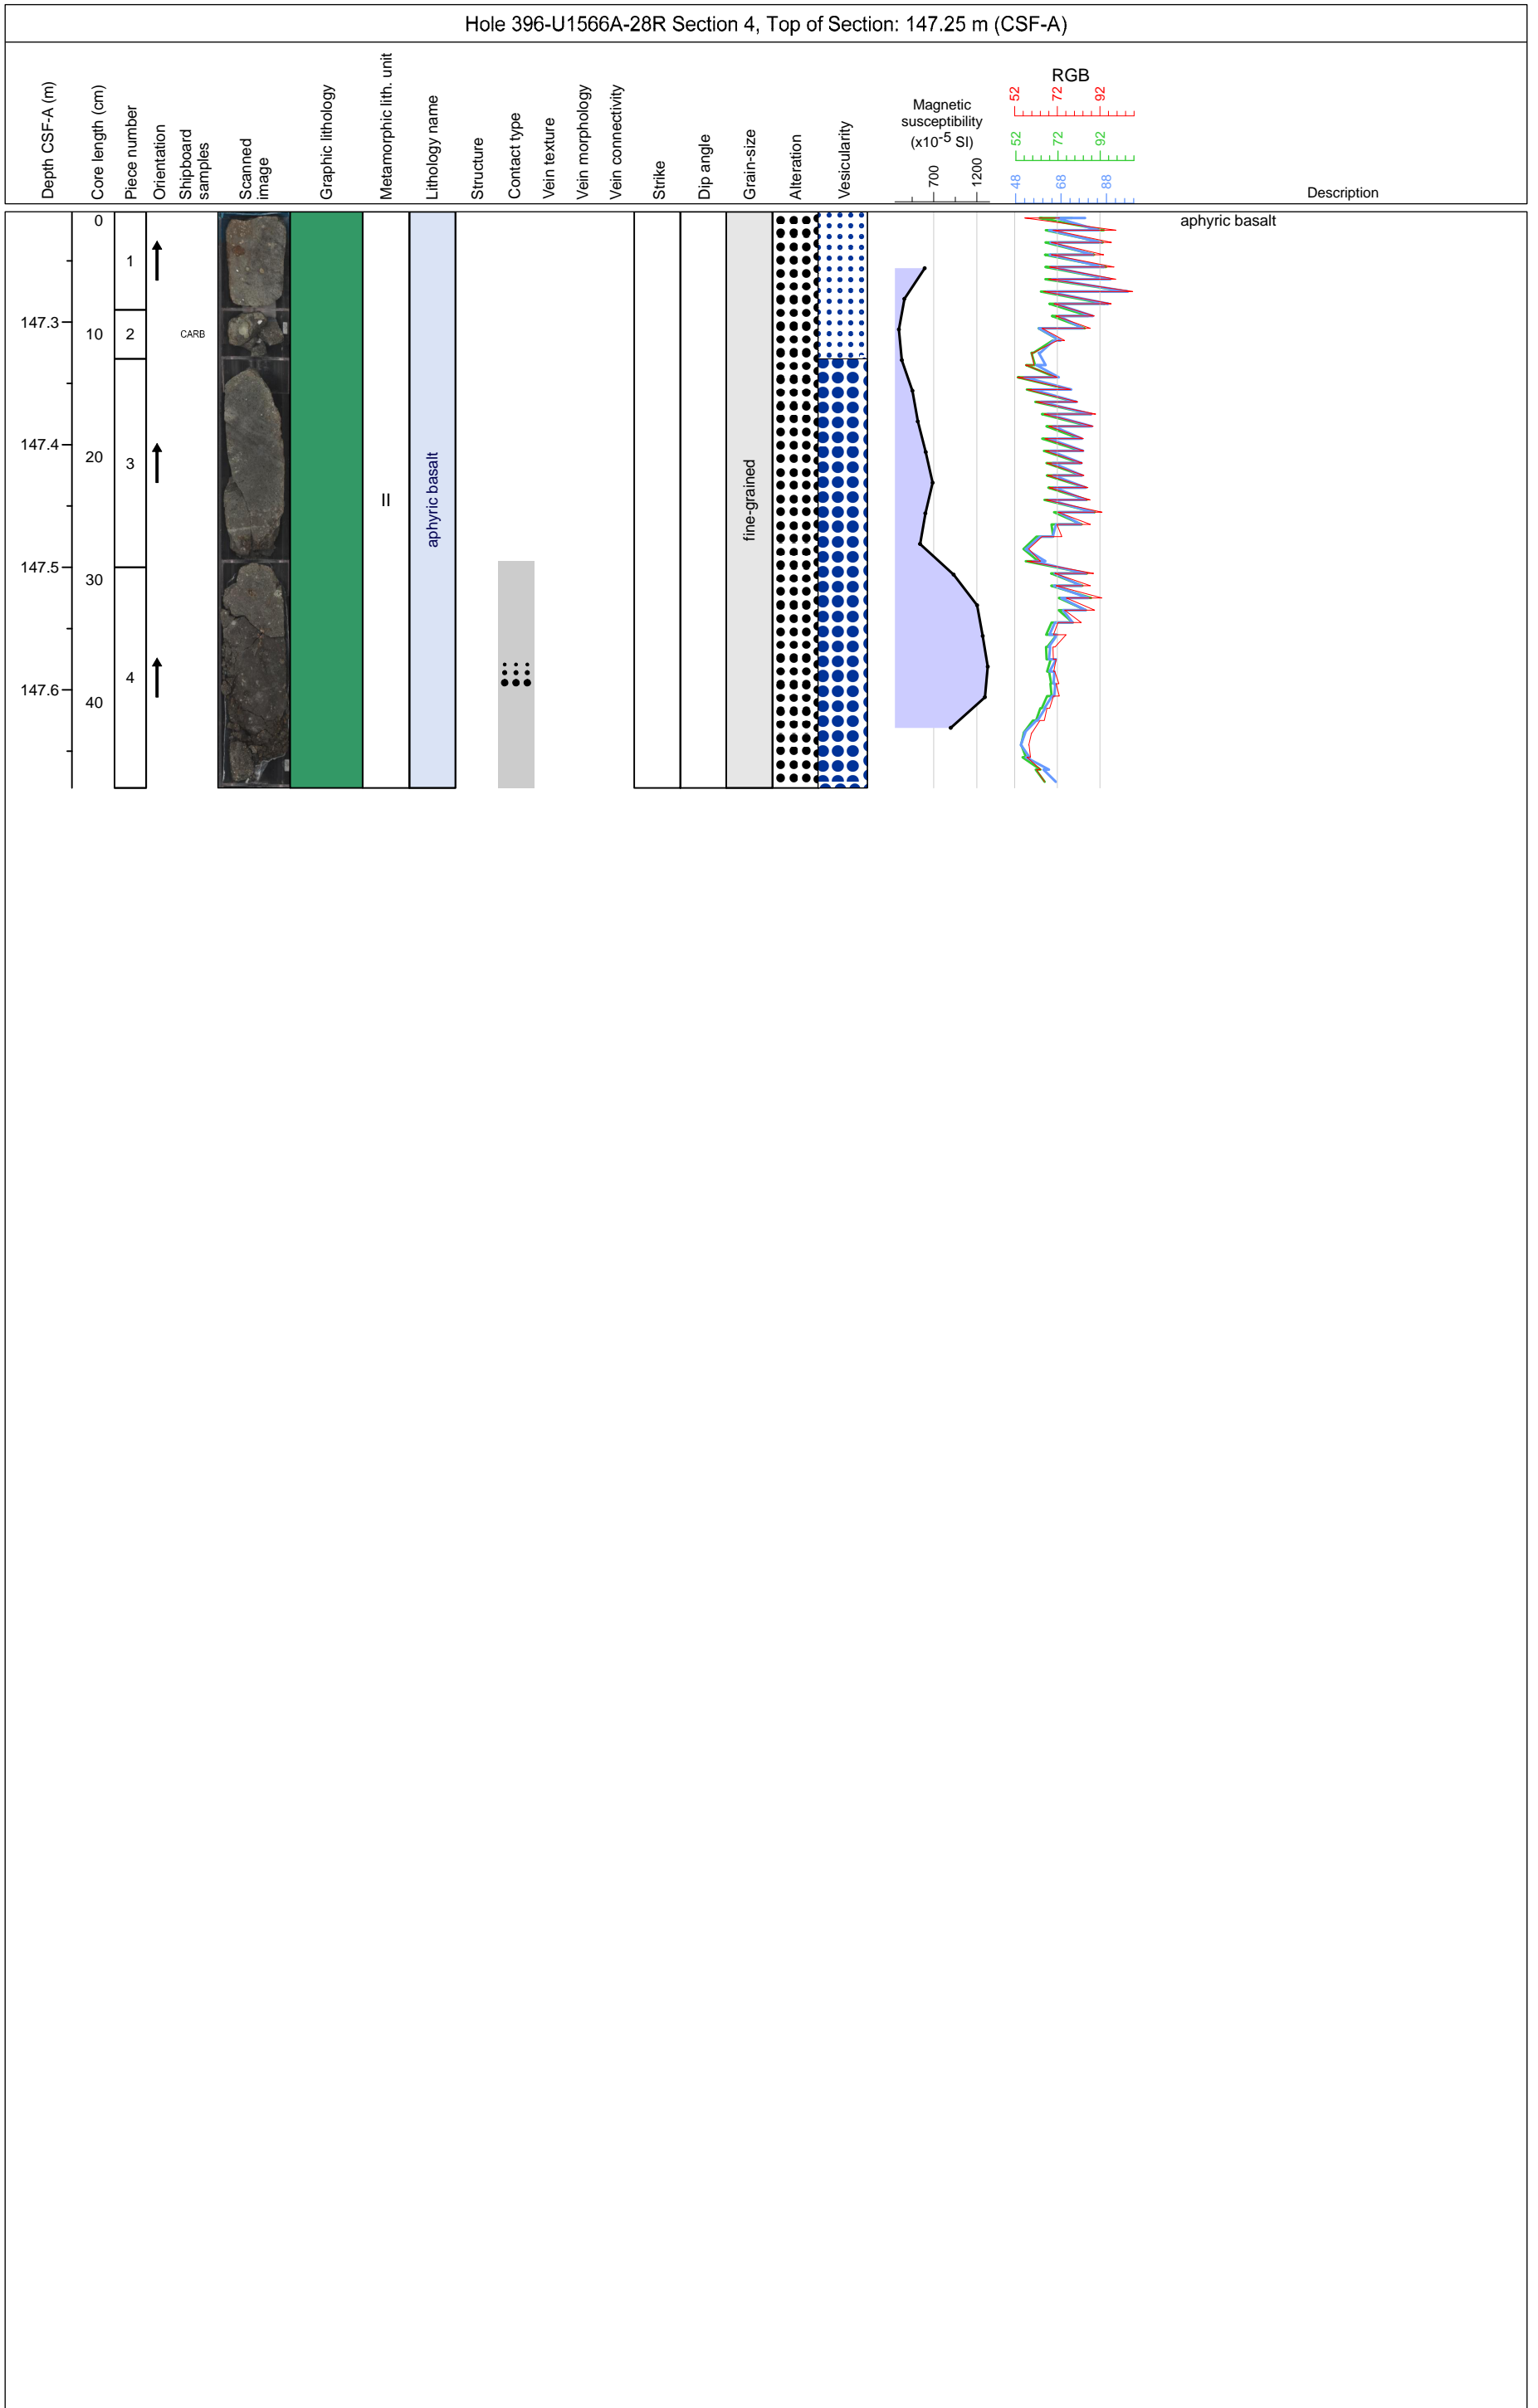 Hole 396-U1566A-28R Section 4, Top of Section: 147.25 m (CSF-A)
Depth CSF-A (m)
Core length (cm)
Piece number
Orientation
Shipboard
samples
Scanned
image
Graphic lithology
Metamorphic lith. unit
Lithology name
Structure
Contact type
Vein texture
Vein morphology
Vein connectivity
Strike
Dip angle
Grain-size
Alteration
Vesicularity
Magnetic
susceptibility
(x10-5 SI)
700
1200
RGB
52
72
92
52
72
92
48
68
88
Description
0
10
20
30
40
147.3
147.4
147.5
147.6
1
2
3
4
CARB
II
aphyric basalt
fine-grained
aphyric basalt